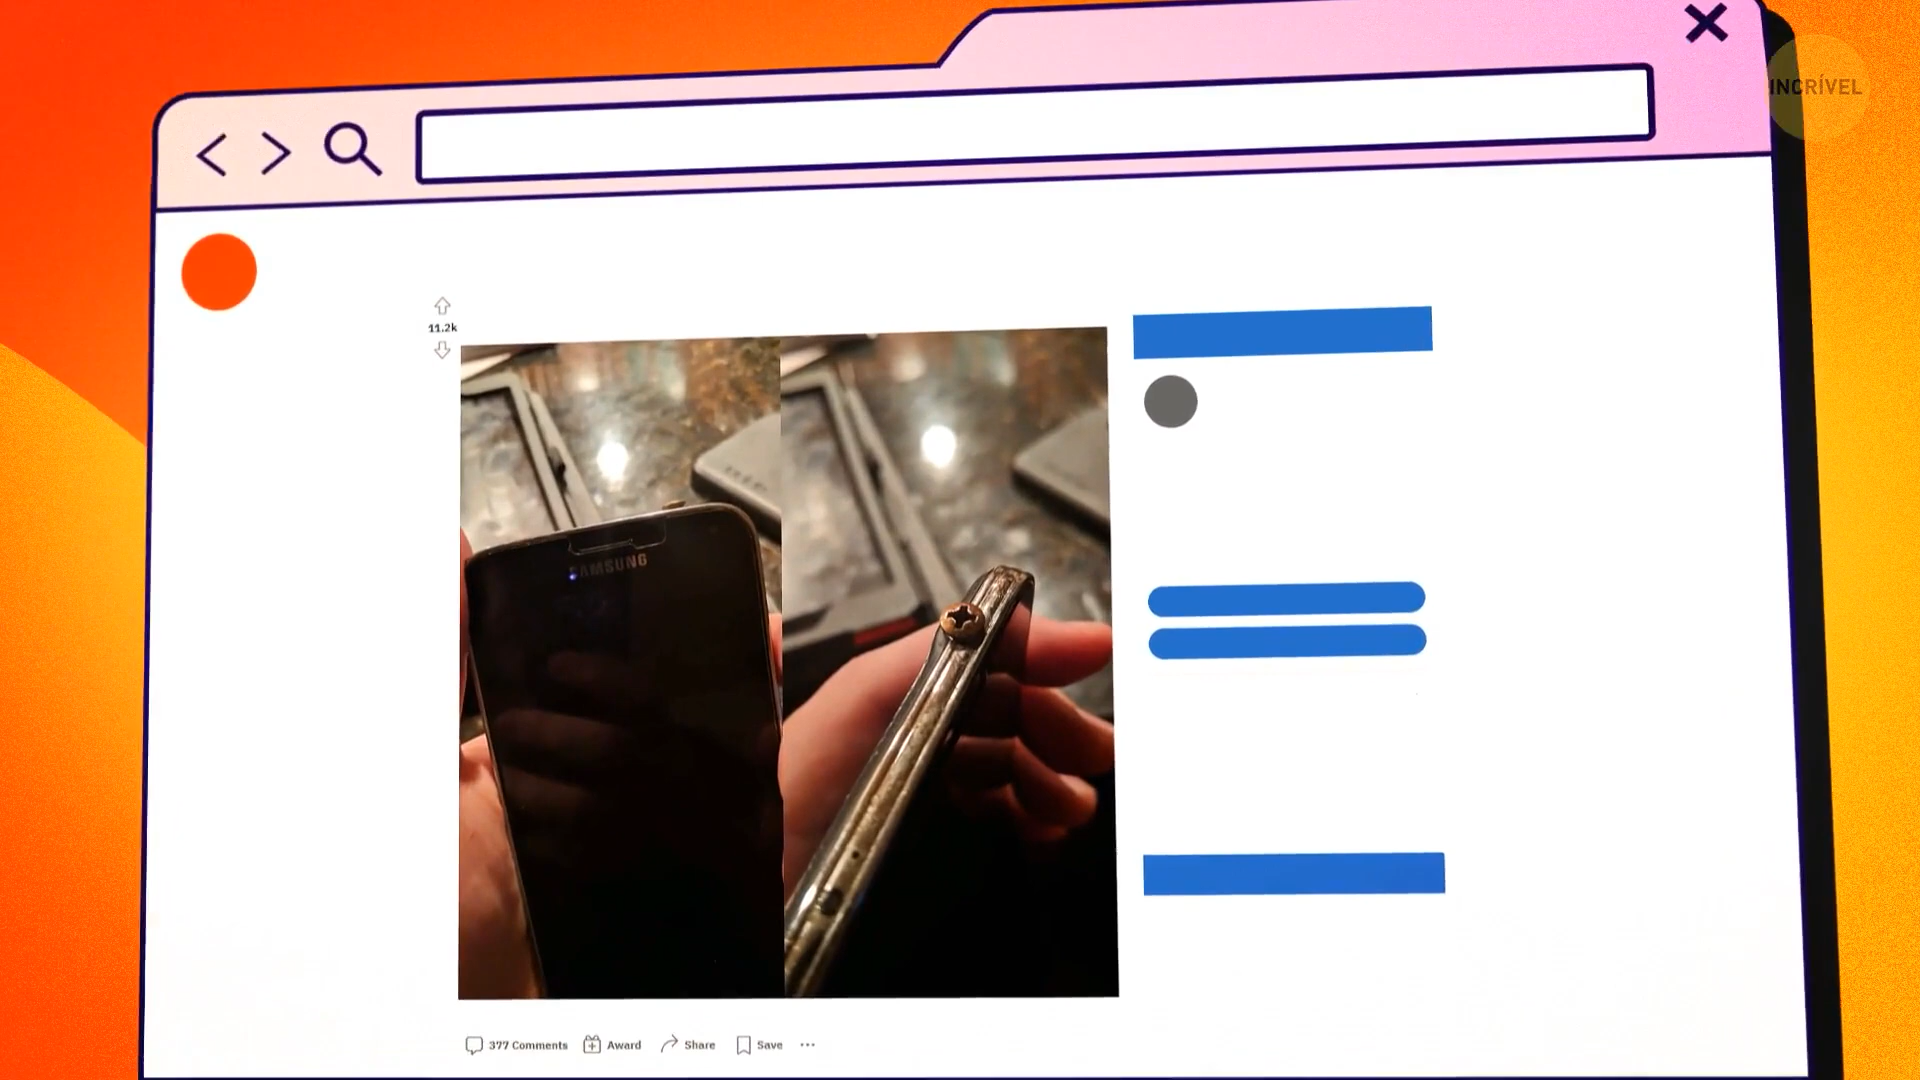 INCRÍVEL
11.2k
SAMSUNG
377 Comments
Award
Share
Save